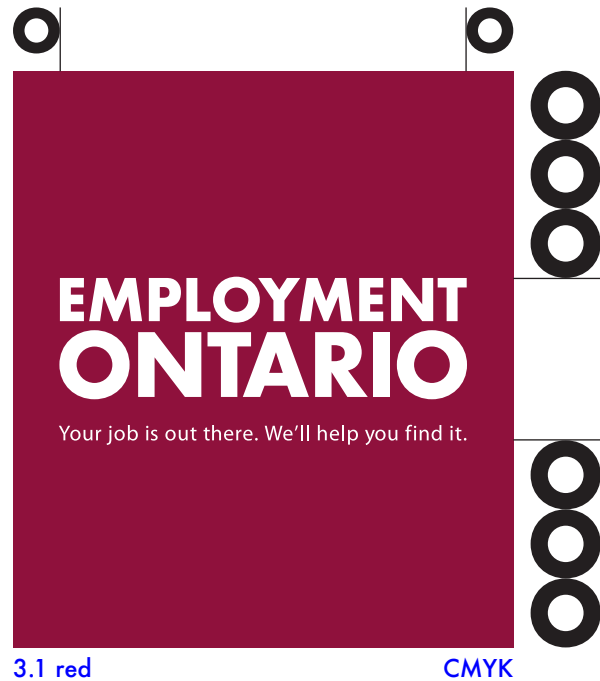 EMPLOYMENT
ONTARIO
Your job is out there. We'll help you find it.
3.1 red CMYK